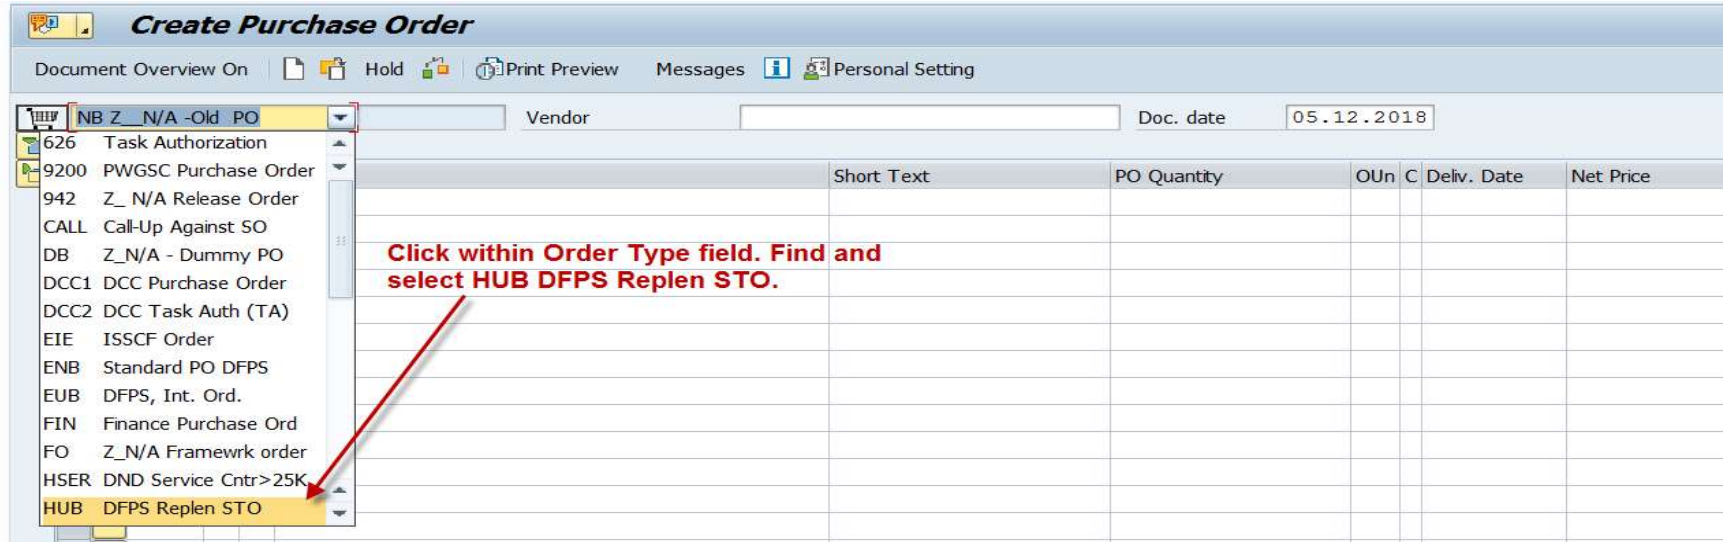 Create Purchase Order
Document Overview On Hold Print Preview Messages Personal Setting
NB Z__N/A -Old PO Vendor Doc. date 05.12.2018
626 Task Authorization
9200 PWGSC Purchase Order
Short Text PO Quantity OUn C Deliv. Date Net Price
942 Z_ N/A Release Order
CALL Call-Up Against SO
DB Z_N/A - Dummy PO
DCC1 DCC Purchase Order
DCC2 DCC Task Auth (TA)
EIE ISSCF Order
ENB Standard PO DFPS
EUB DFPS, Int. Ord.
FIN Finance Purchase Ord
FO Z_N/A Framewrk order
HSER DND Service Cntr>25K
HUB DFPS Replen STO
Click within Order Type field. Find and
select HUB DFPS Replen STO.